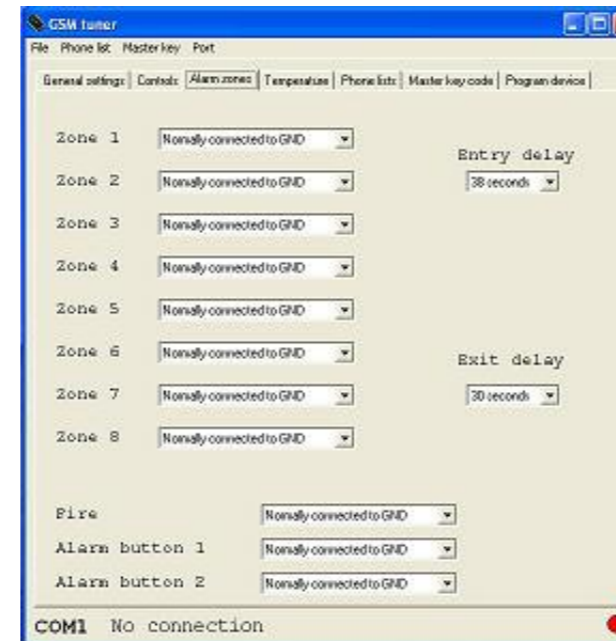 GSM tuner
File Phone list Master key Port
General settings Controls Alarm zones Temperature Phone lists Master key code Program device
Zone 1 Normally connected to GND
Entry delay
Zone 2 Normally connected to GND 38 seconds
Zone 3 Normally connected to GND
Zone 4 Normally connected to GND
Zone 5 Normally connected to GND
Zone 6 Normally connected to GND
Exit delay
Zone 7 Normally connected to GND 30 seconds
Zone 8 Normally connected to GND
Fire Normally connected to GND
Alarm button 1 Normally connected to GND
Alarm button 2 Normally connected to GND
COM1 No connection